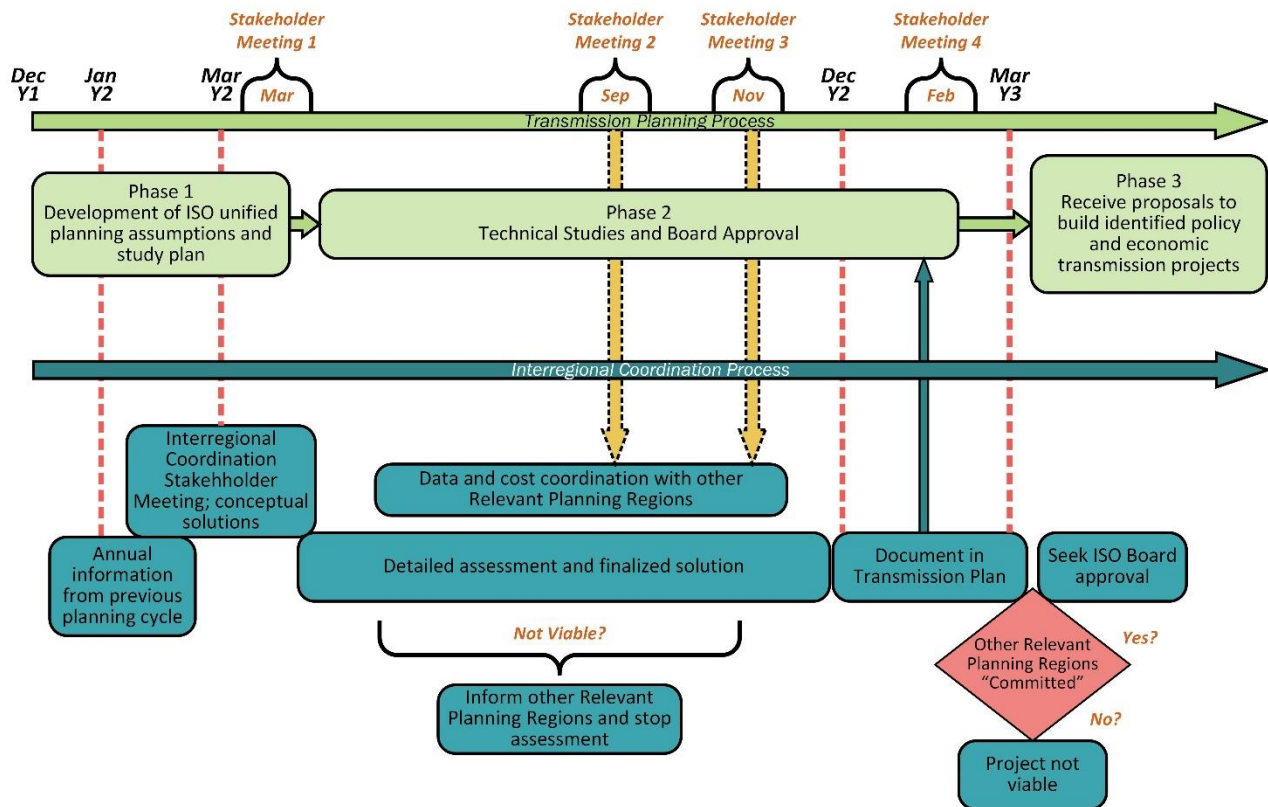 Stakeholder
Meeting 1
Stakeholder
Meeting 2
Stakeholder
Meeting 3
Stakeholder
Meeting 4
Dec
Y1
Jan
Y2
Mar
Y2
Mar
Sep
Nov
Dec
Y2
Feb
Mar
Y3
Transmission Planning Process
Phase 1
Development of ISO unified
planning assumptions and
study plan
Phase 2
Technical Studies and Board Approval
Phase 3
Receive proposals to
build identified policy
and economic
transmission projects
Interregional Coordination Process
Interregional
Coordination
Stakehholder
Meeting; conceptual
solutions
Data and cost coordination with other
Relevant Planning Regions
Annual
information
from previous
planning cycle
Detailed assessment and finalized solution
Document in
Transmission Plan
Seek ISO Board
approval
Not Viable?
Inform other Relevant
Planning Regions and stop
assessment
Other Relevant
Planning Regions
“Committed”
Yes?
No?
Project not
viable